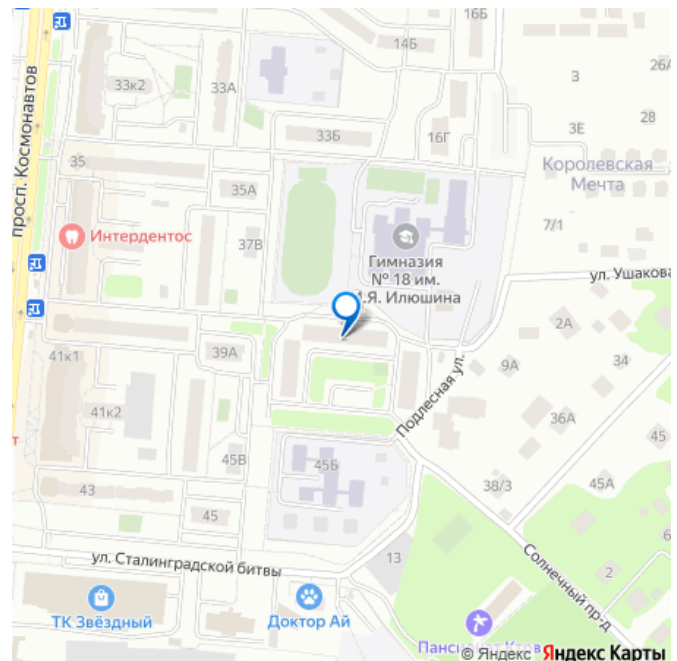 16Б
14Б
33к2
33А
3
26А
28
3Е
33Б
16Г
просп. Космонавтов
35
35А
Королевская
Мечта
Интердентос
37В
7/1
Гимназия
№ 18 им.
И.Я. Илюшина
ул. Ушакова
2А
39А
41к1
9А
34
Подлесная ул.
41к2
36А
45
45В
45Б
38/3
45А
43
45
Солнечный пр-д
ул. Сталинградской битвы
13
2
ТК Звёздный
Доктор Ай
Пансионат
© Яндекс Яндекс Карты